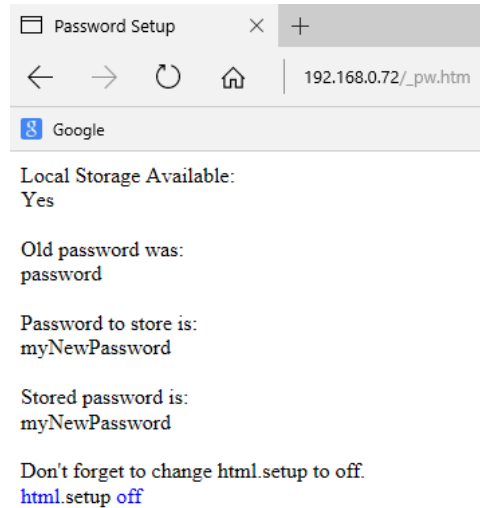 Password Setup
192.168.0.72/_pw.htm
8 Google
Local Storage Available:
Yes
Old password was:
password
Password to store is:
myNewPassword
Stored password is:
myNewPassword
Don't forget to change html.setup to off.
html.setup off